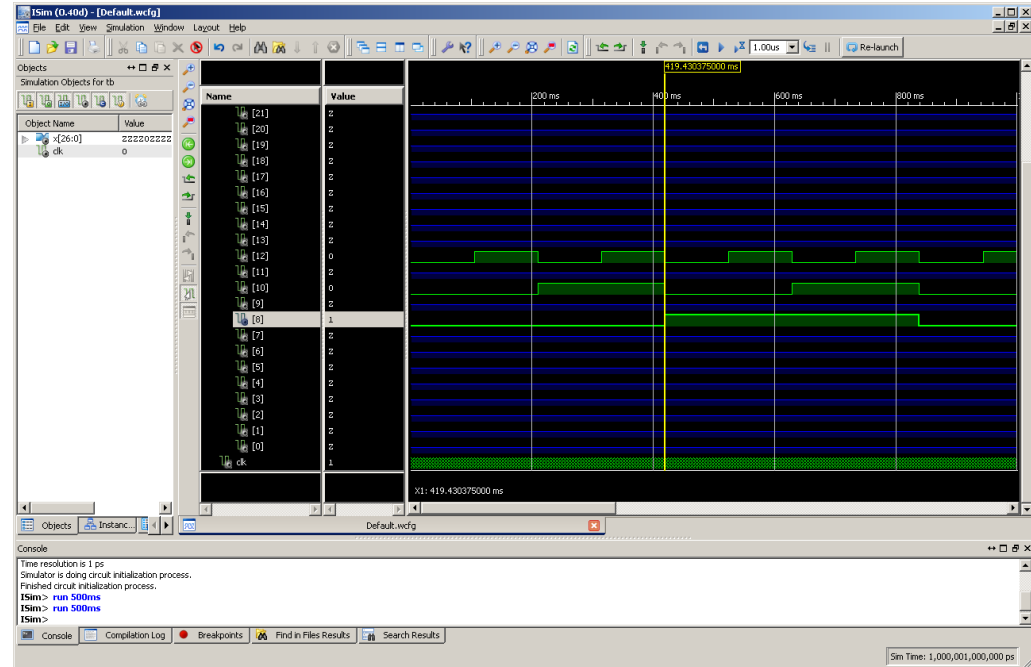 ISim (0.40d) - [Default.wcfg]
File Edit View Simulation Window Layout Help
1.00us Re-launch
Objects
Simulation Objects for tb
Object Name Value
x[26:0] ZZZZ0ZZZZ
clk 0
Name Value
419.430375000 ms
200 ms 400 ms 600 ms 800 ms
[21] Z
[20] Z
[19] Z
[18] Z
[17] Z
[16] Z
[15] Z
[14] Z
[13] Z
[12] 0
[11] Z
[10] 0
[9] Z
[8] 1
[7] Z
[6] Z
[5] Z
[4] Z
[3] Z
[2] Z
[1] Z
[0] Z
clk 1
X1: 419.430375000 ms
Objects Instanc...
Default.wcfg
Console
Time resolution is 1 ps
Simulator is doing circuit initialization process.
Finished circuit initialization process.
ISim> run 500ms
ISim> run 500ms
ISim>
Console Compilation Log Breakpoints Find in Files Results Search Results
Sim Time: 1,000,001,000,000 ps